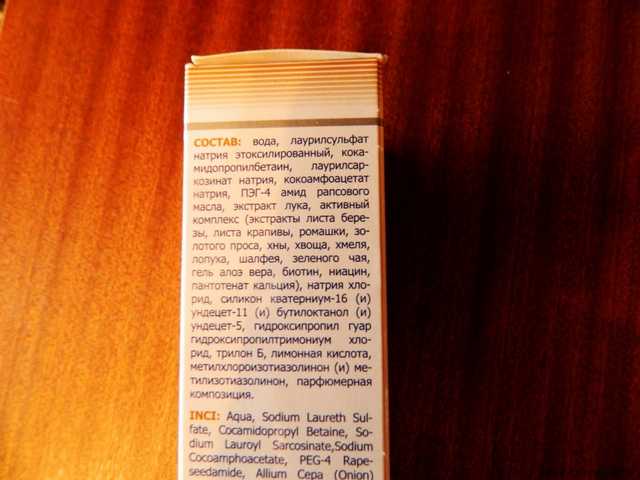 СОСТАВ: вода, лаурилсульфат
натрия этоксилированный, кока-
мидопропилбетаин, лаурилсар-
козинат натрия, кокоамфоацетат
натрия, ПЭГ-4 амид рапсового
масла, экстракт лука, активный
комплекс (экстракты листа бере-
зы, листа крапивы, ромашки, зо-
лотого проса, хны, хвоща, хмеля,
лопуха, шалфея, зеленого чая,
гель алоэ вера, биотин, ниацин,
пантотенат кальция), натрия хло-
рид, силикон кватерниум-16 (и)
ундецет-11 (и) бутилоктанол (и)
ундецет-5, гидроксипропил гуар
гидроксипропилтримониум хло-
рид, трилон Б, лимонная кислота,
метилхлороизотиазолинон (и) ме-
тилизотиазолинон, парфюмерная
композиция.
INCI: Aqua, Sodium Laureth Sul-
fate, Cocamidopropyl Betaine, So-
dium Lauroyl Sarcosinate,Sodium
Cocoamphoacetate, PEG-4 Rape-
seedamide, Allium Cepa (Onion)